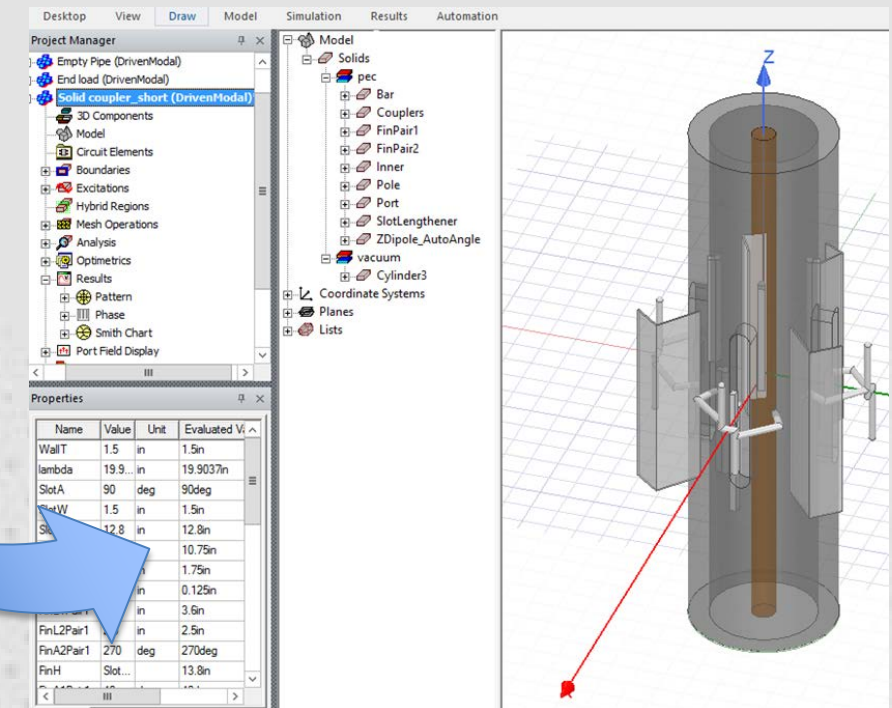 Desktop View Draw Model Simulation Results Automation
Project Manager
Empty Pipe (DrivenModal)
End load (DrivenModal)
Solid coupler_short (DrivenModal)
3D Components
Model
Circuit Elements
Boundaries
Excitations
Hybrid Regions
Mesh Operations
Analysis
Optimetrics
Results
Pattern
Phase
Smith Chart
Port Field Display
Properties
Name Value Unit Evaluated V
WallT 1.5 in 1.5in
lambda 19.9... in 19.9037in
SlotA 90 deg 90deg
1.5 in 1.5in
12.8 in 12.8in
10.75in
1.75in
in 0.125in
in 3.6in
FinL2Pair1 in 2.5in
FinA2Pair1 270 deg 270deg
FinH Slot... 13.8in
Model
Solids
pec
Bar
Couplers
FinPair1
FinPair2
Inner
Pole
Port
SlotLengthener
ZDipole_AutoAngle
vacuum
Cylinder3
Coordinate Systems
Planes
Lists
Z